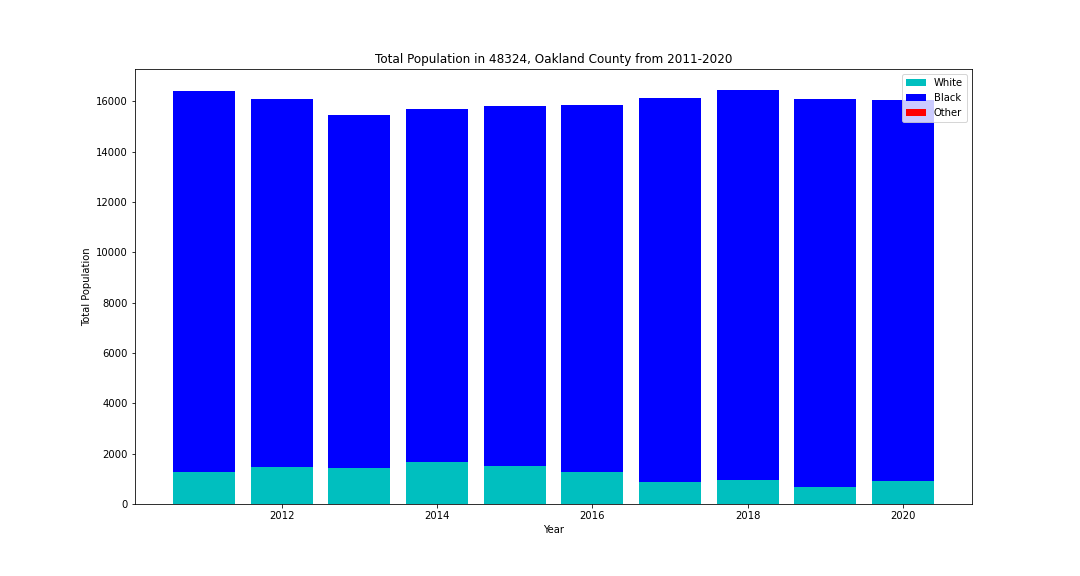 Total Population in 48324, Oakland County from 2011-2020
White
Black
Other
16000
14000
12000
10000
8000
6000
4000
2000
0
Total Population
2012
2014
2016
2018
2020
Year